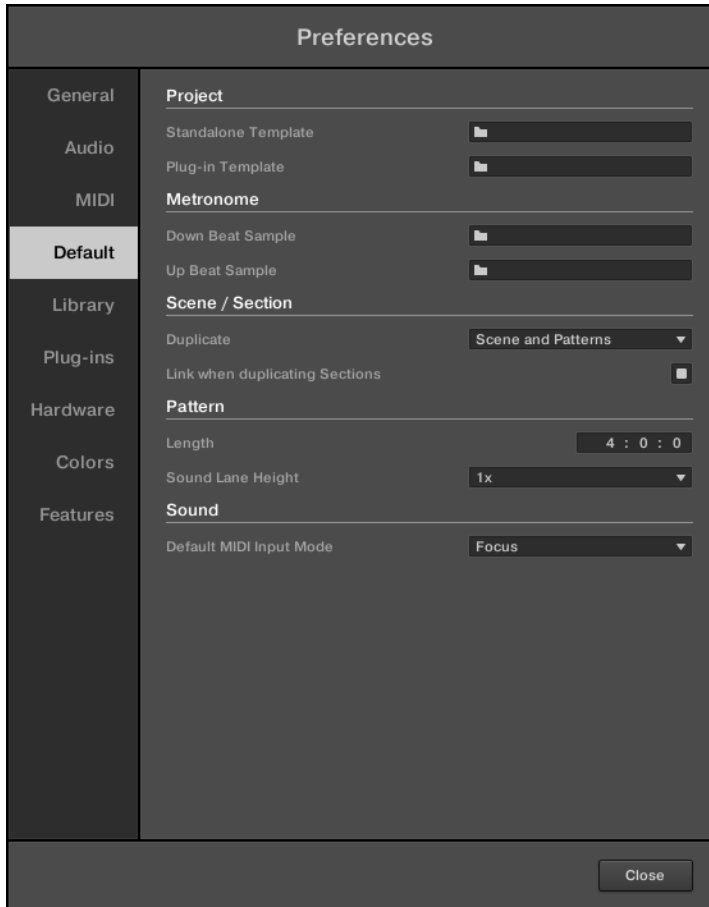 Preferences
General
Audio
MIDI
Default
Library
Plug-ins
Hardware
Colors
Features
Project
Standalone Template
Plug-in Template
Metronome
Down Beat Sample
Up Beat Sample
Scene / Section
Duplicate Scene and Patterns
Link when duplicating Sections
Pattern
Length 4 : 0 : 0
Sound Lane Height 1x
Sound
Default MIDI Input Mode Focus
Close